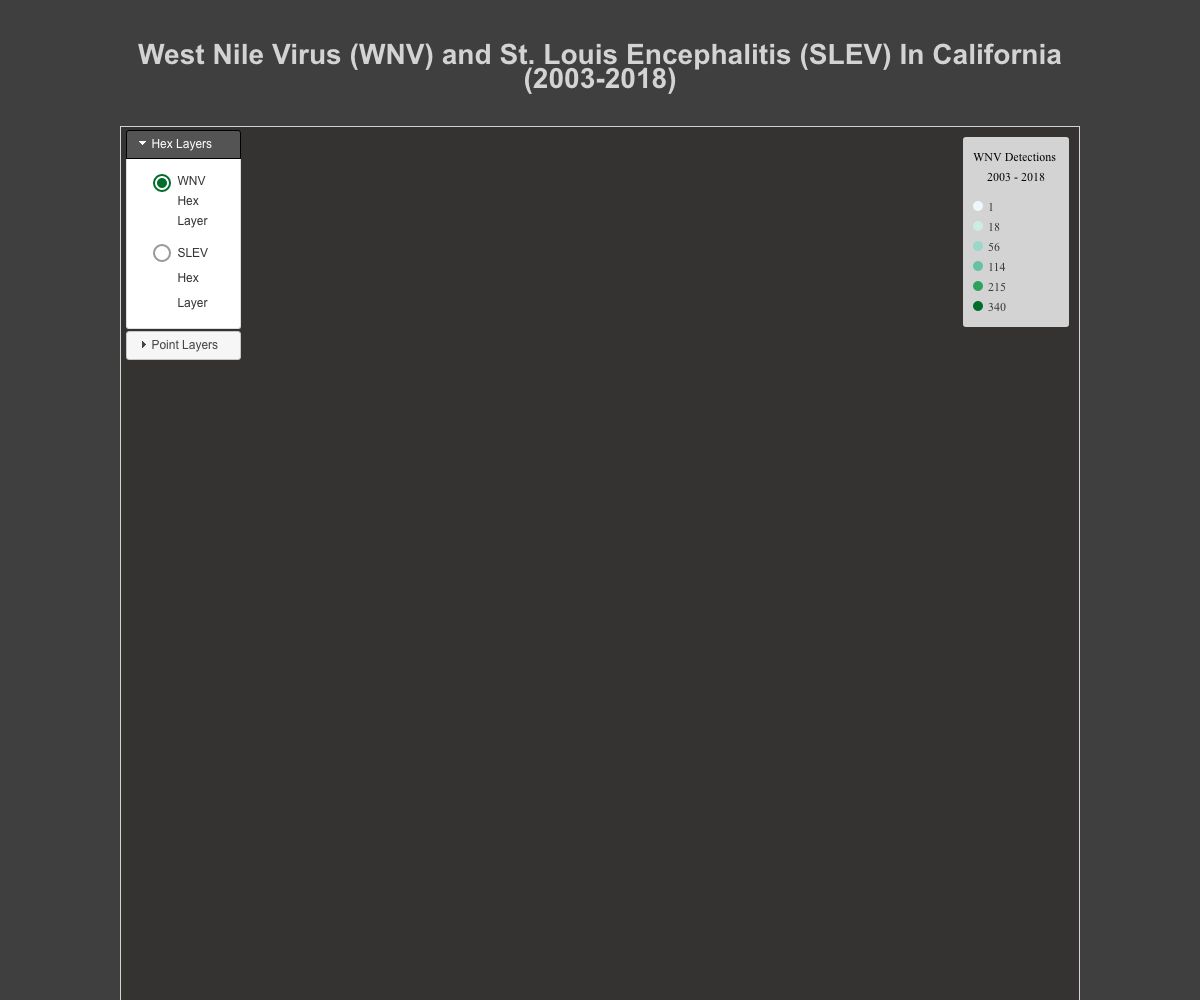 West Nile Virus (WNV) and St. Louis Encephalitis (SLEV) In California
(2003-2018)
Hex Layers
WNV
Hex
Layer
SLEV
Hex
Layer
Point Layers
WNV Detections
2003 - 2018
1
18
56
114
215
340